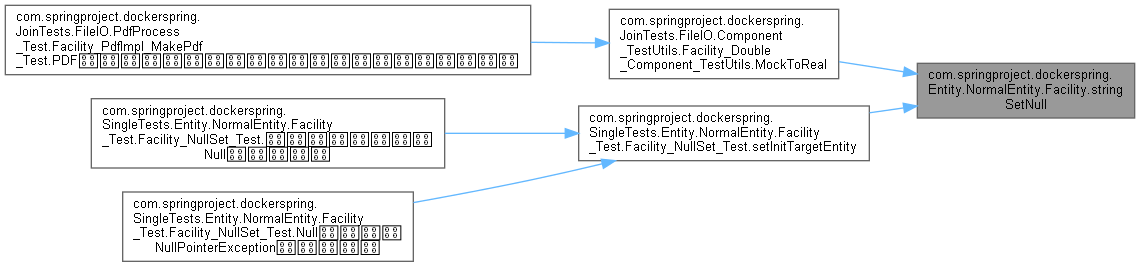 com.springproject.dockerspring.
JoinTests.FileIO.PdfProcess
_Test.Facility_PdfImpl_MakePdf
_Test.PDF
com.springproject.dockerspring.
JoinTests.FileIO.Component
_TestUtils.Facility_Double
_Component_TestUtils.MockToReal
com.springproject.dockerspring.
Entity.NormalEntity.Facility.string
SetNull
com.springproject.dockerspring.
SingleTests.Entity.NormalEntity.Facility
_Test.Facility_NullSet_Test.
Null
com.springproject.dockerspring.
SingleTests.Entity.NormalEntity.Facility
_Test.Facility_NullSet_Test.setInitTargetEntity
com.springproject.dockerspring.
SingleTests.Entity.NormalEntity.Facility
_Test.Facility_NullSet_Test.Null
NullPointerException